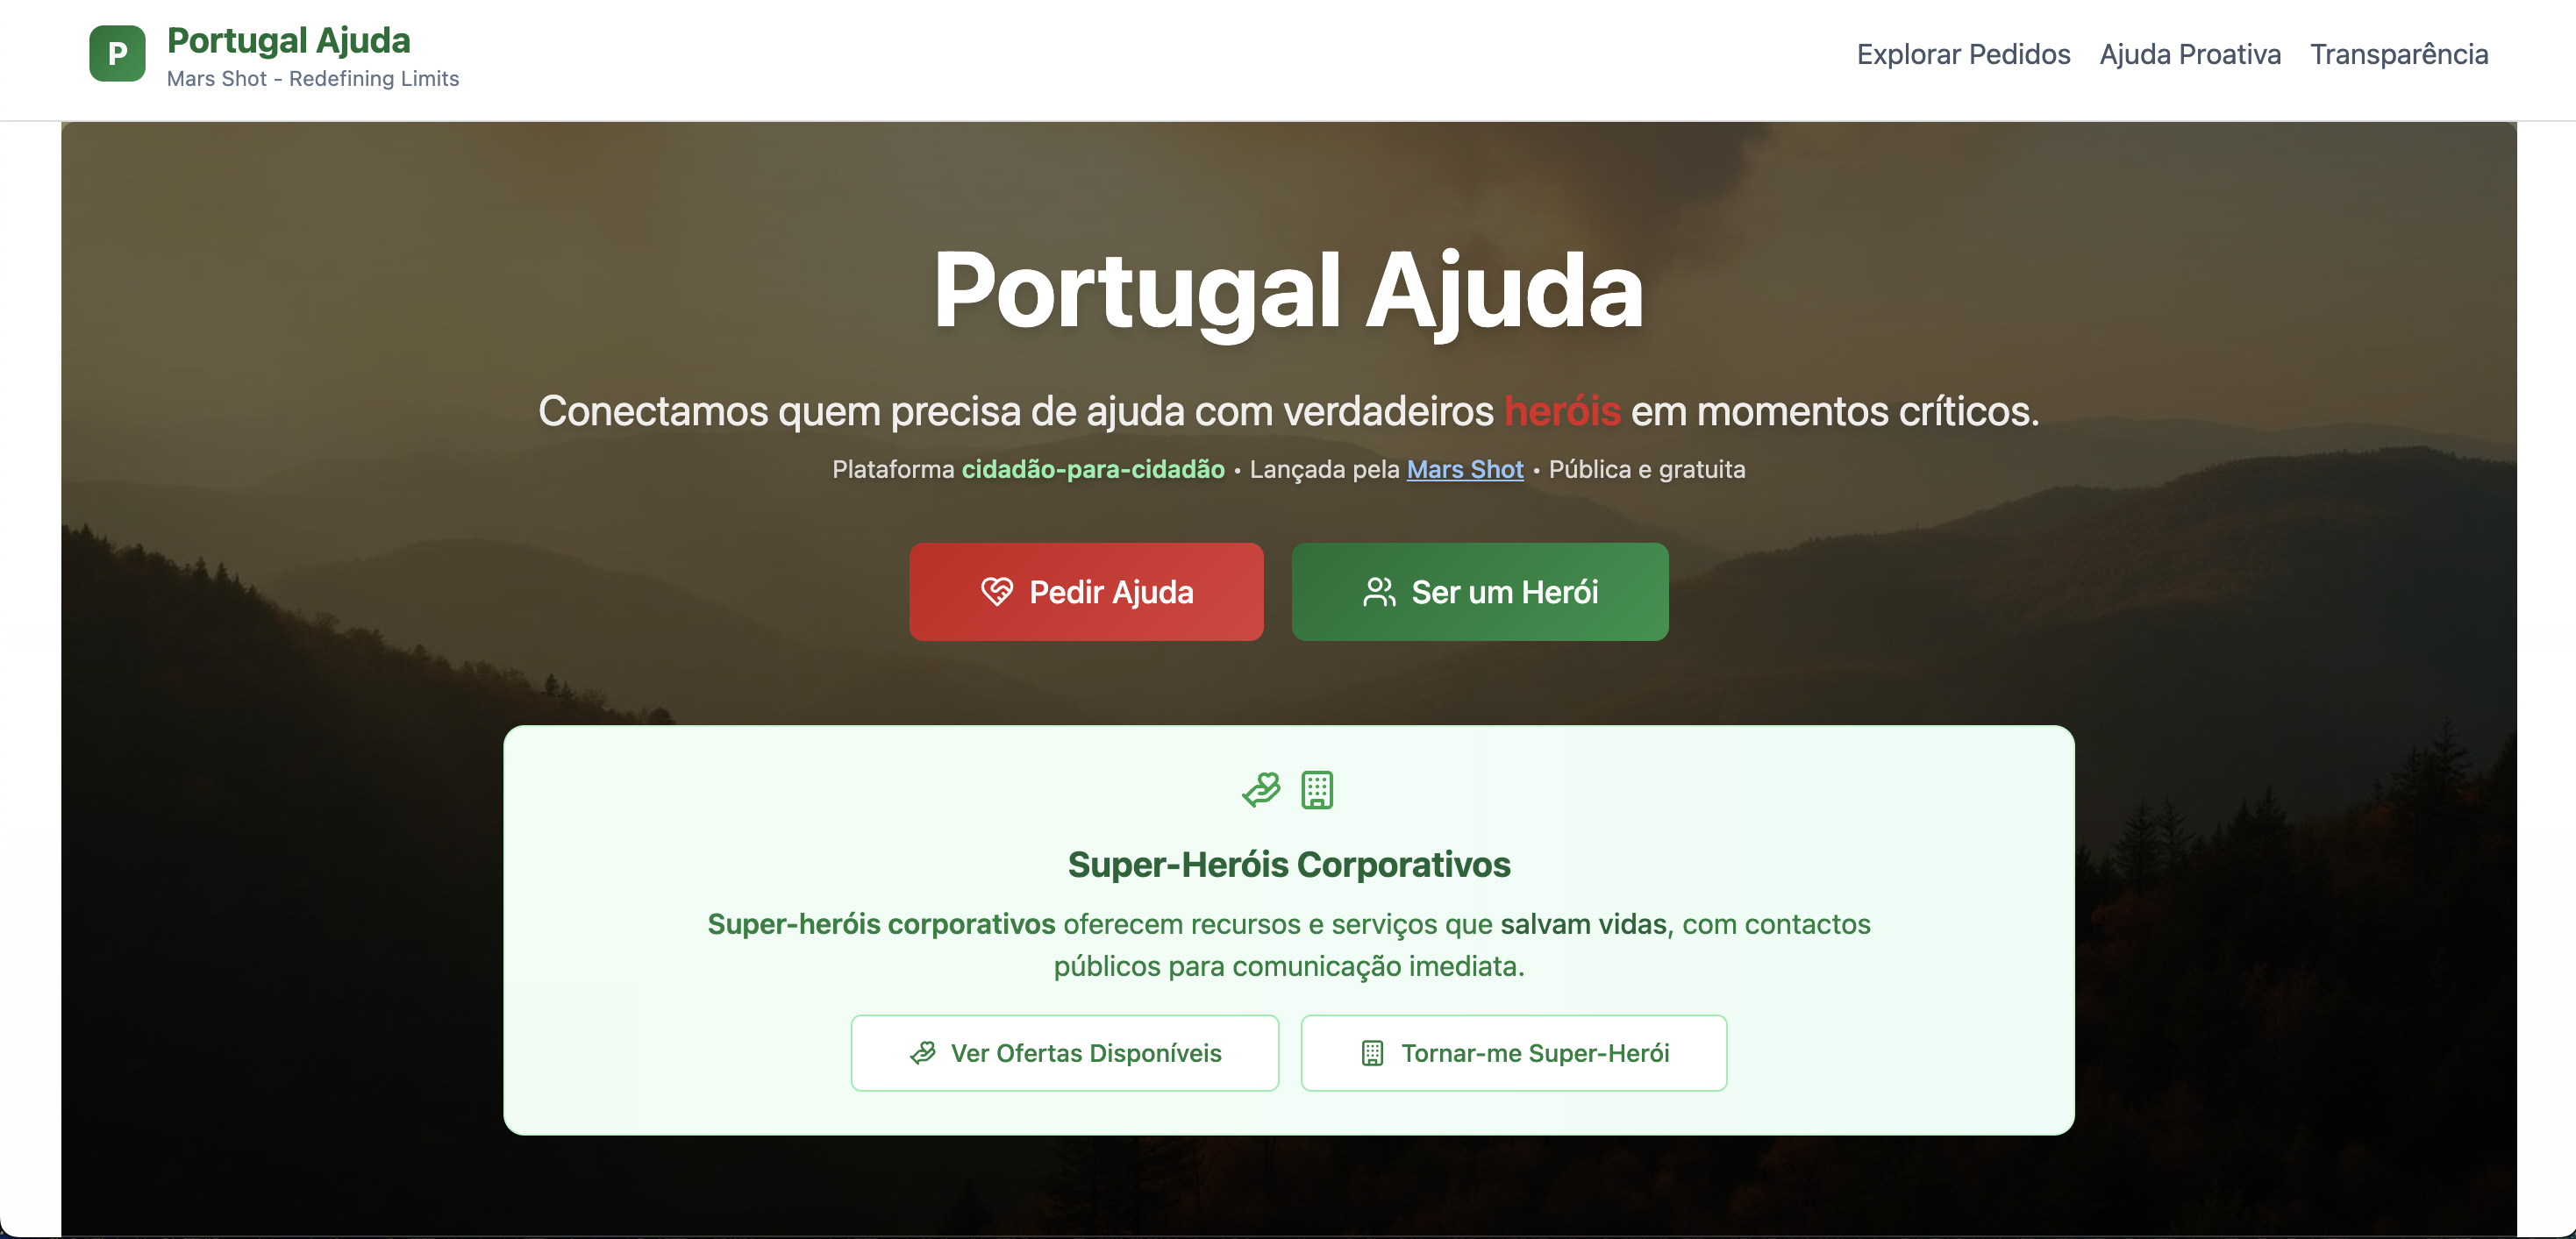 P
Portugal Ajuda
Mars Shot - Redefining Limits
Explorar Pedidos
Ajuda Proativa
Transparência
Portugal Ajuda
Conectamos quem precisa de ajuda com verdadeiros heróis em momentos críticos.
Plataforma cidadão-para-cidadão • Lançada pela Mars Shot • Pública e gratuita
Pedir Ajuda
Ser um Herói
Super-Heróis Corporativos
Super-heróis corporativos oferecem recursos e serviços que salvam vidas, com contactos
públicos para comunicação imediata.
Ver Ofertas Disponíveis
Tornar-me Super-Herói